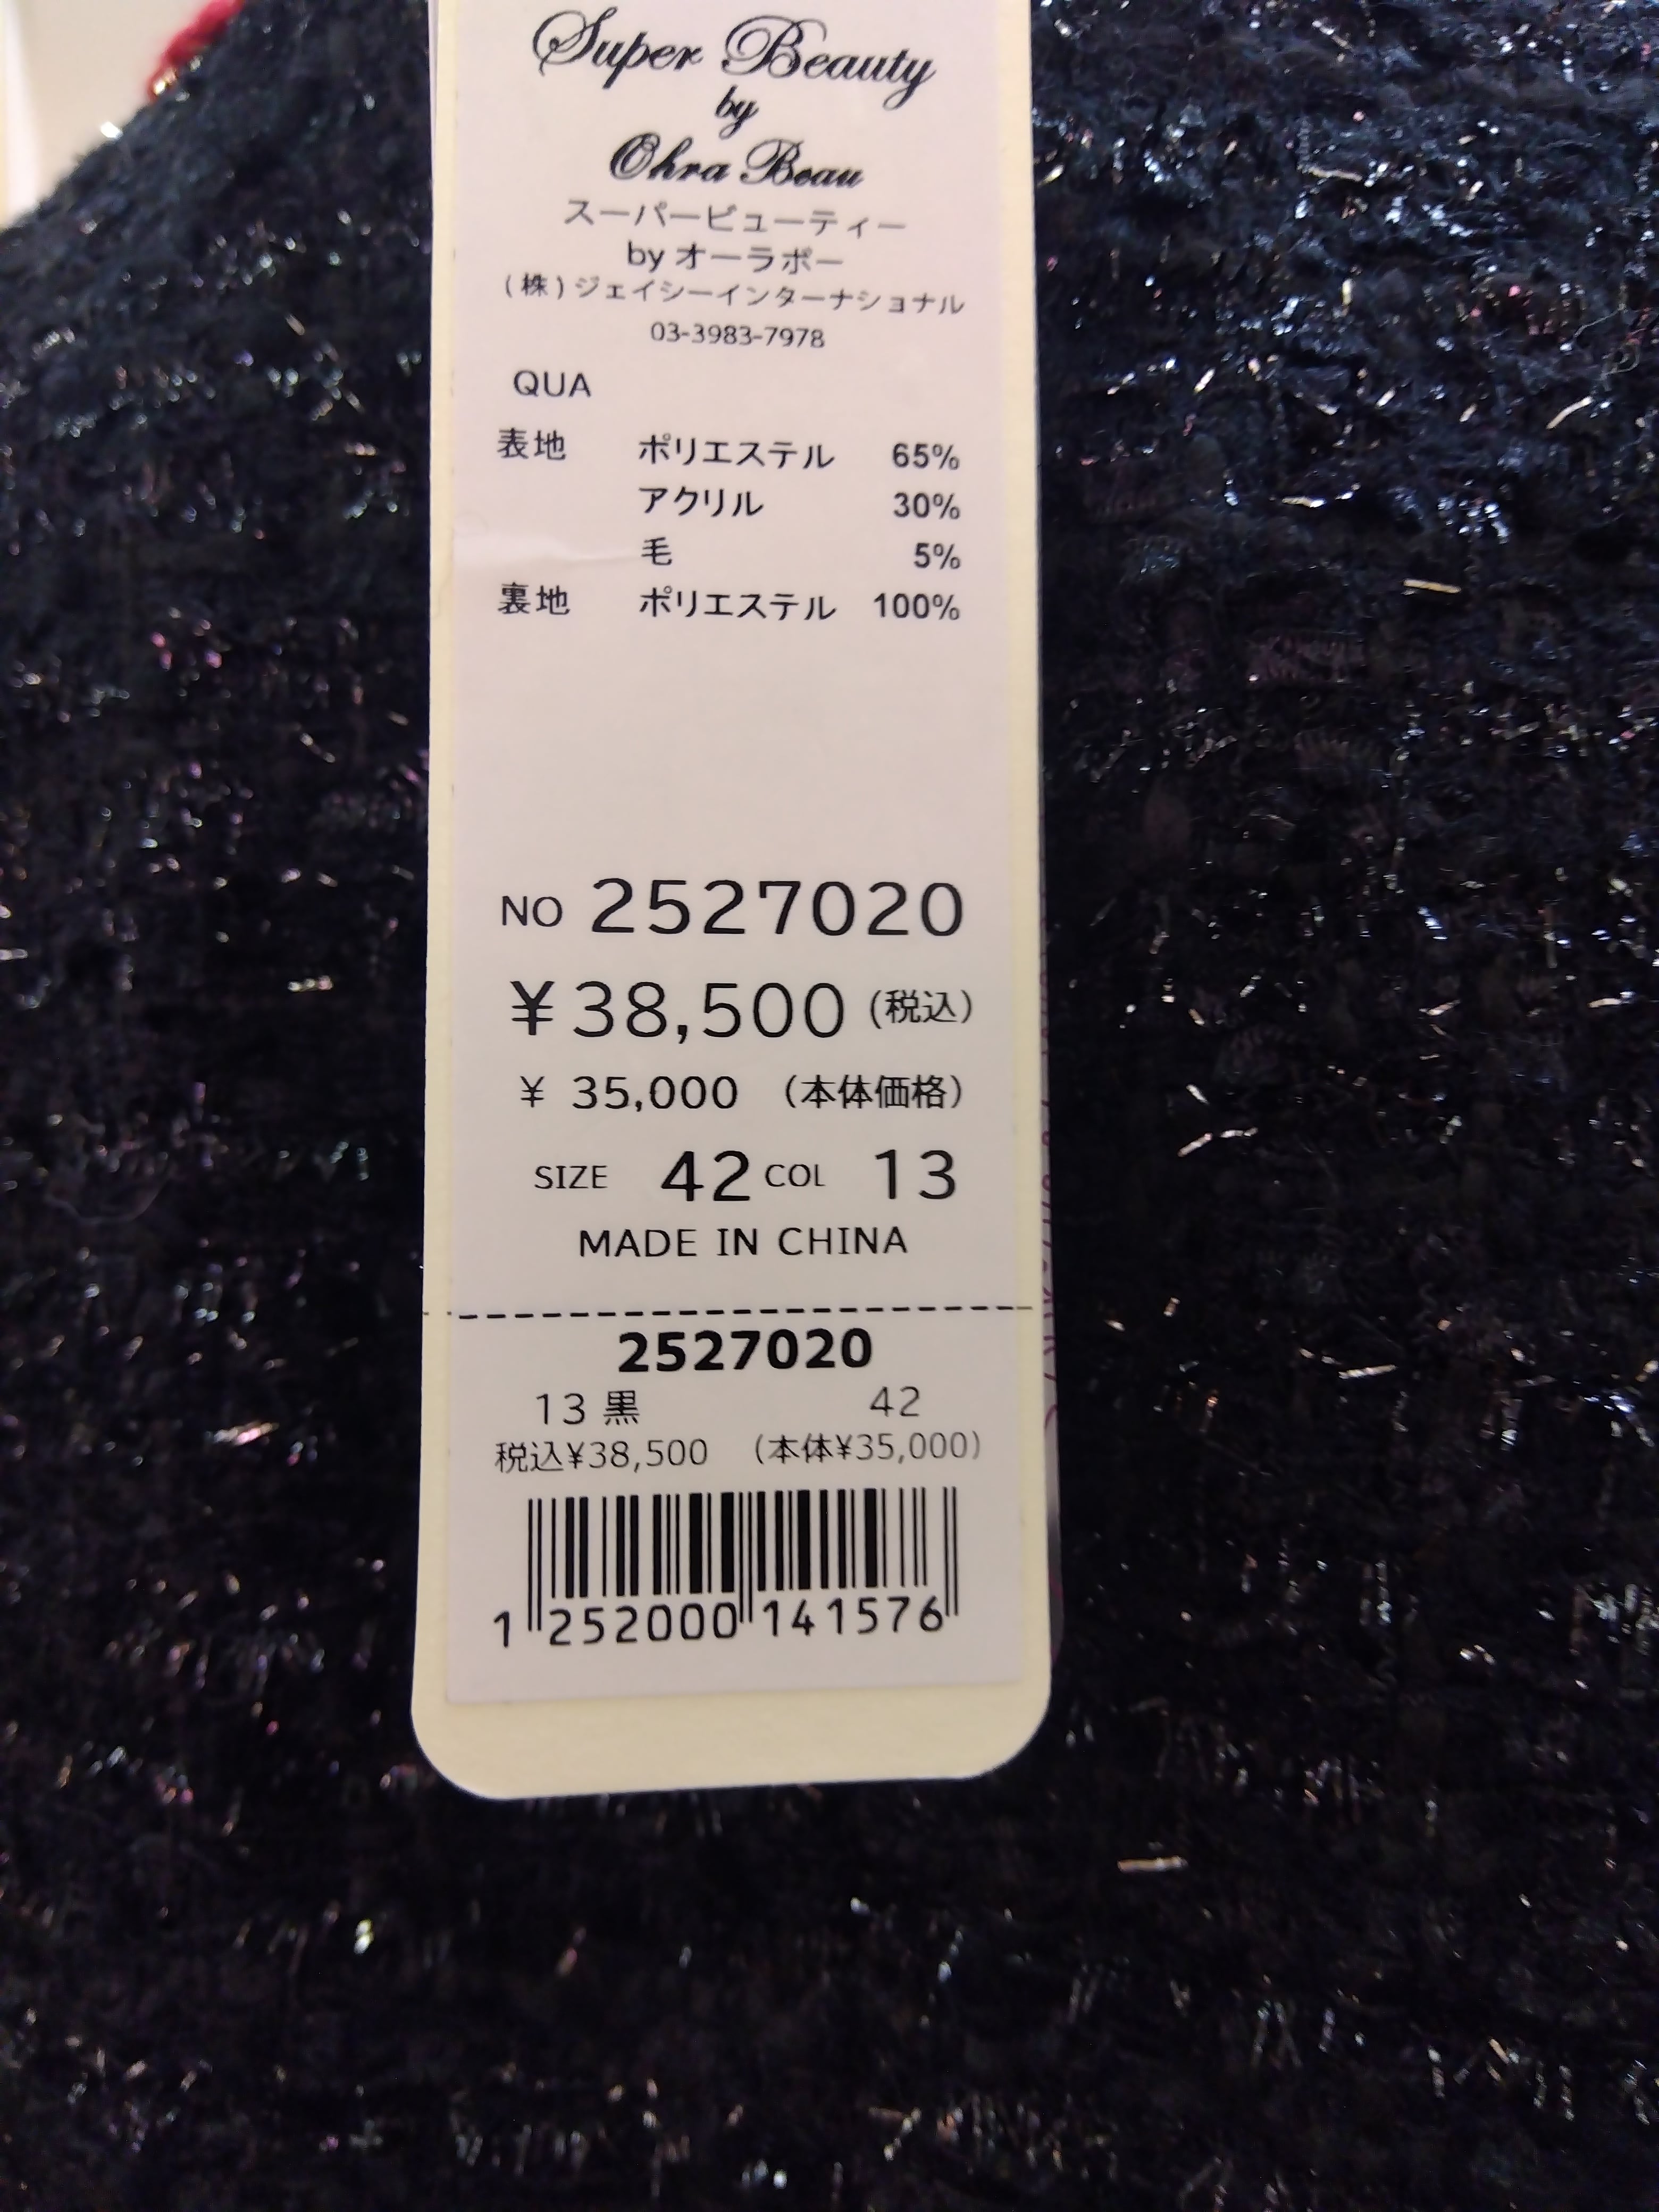 Super Beauty
by
Ohra Beau
スーパービューティー
by オーラボー
(株)ジェイシーインターナショナル
03-3983-7978
QUA
表地 ポリエステル 65%
アクリル 30%
毛 5%
裏地 ポリエステル 100%
NO 2527020
¥38,500 (税込)
¥ 35,000 (本体価格)
SIZE 42 COL 13
MADE IN CHINA
2527020
13 黒 42
税込¥38,500 (本体¥35,000)
1 252000 141576